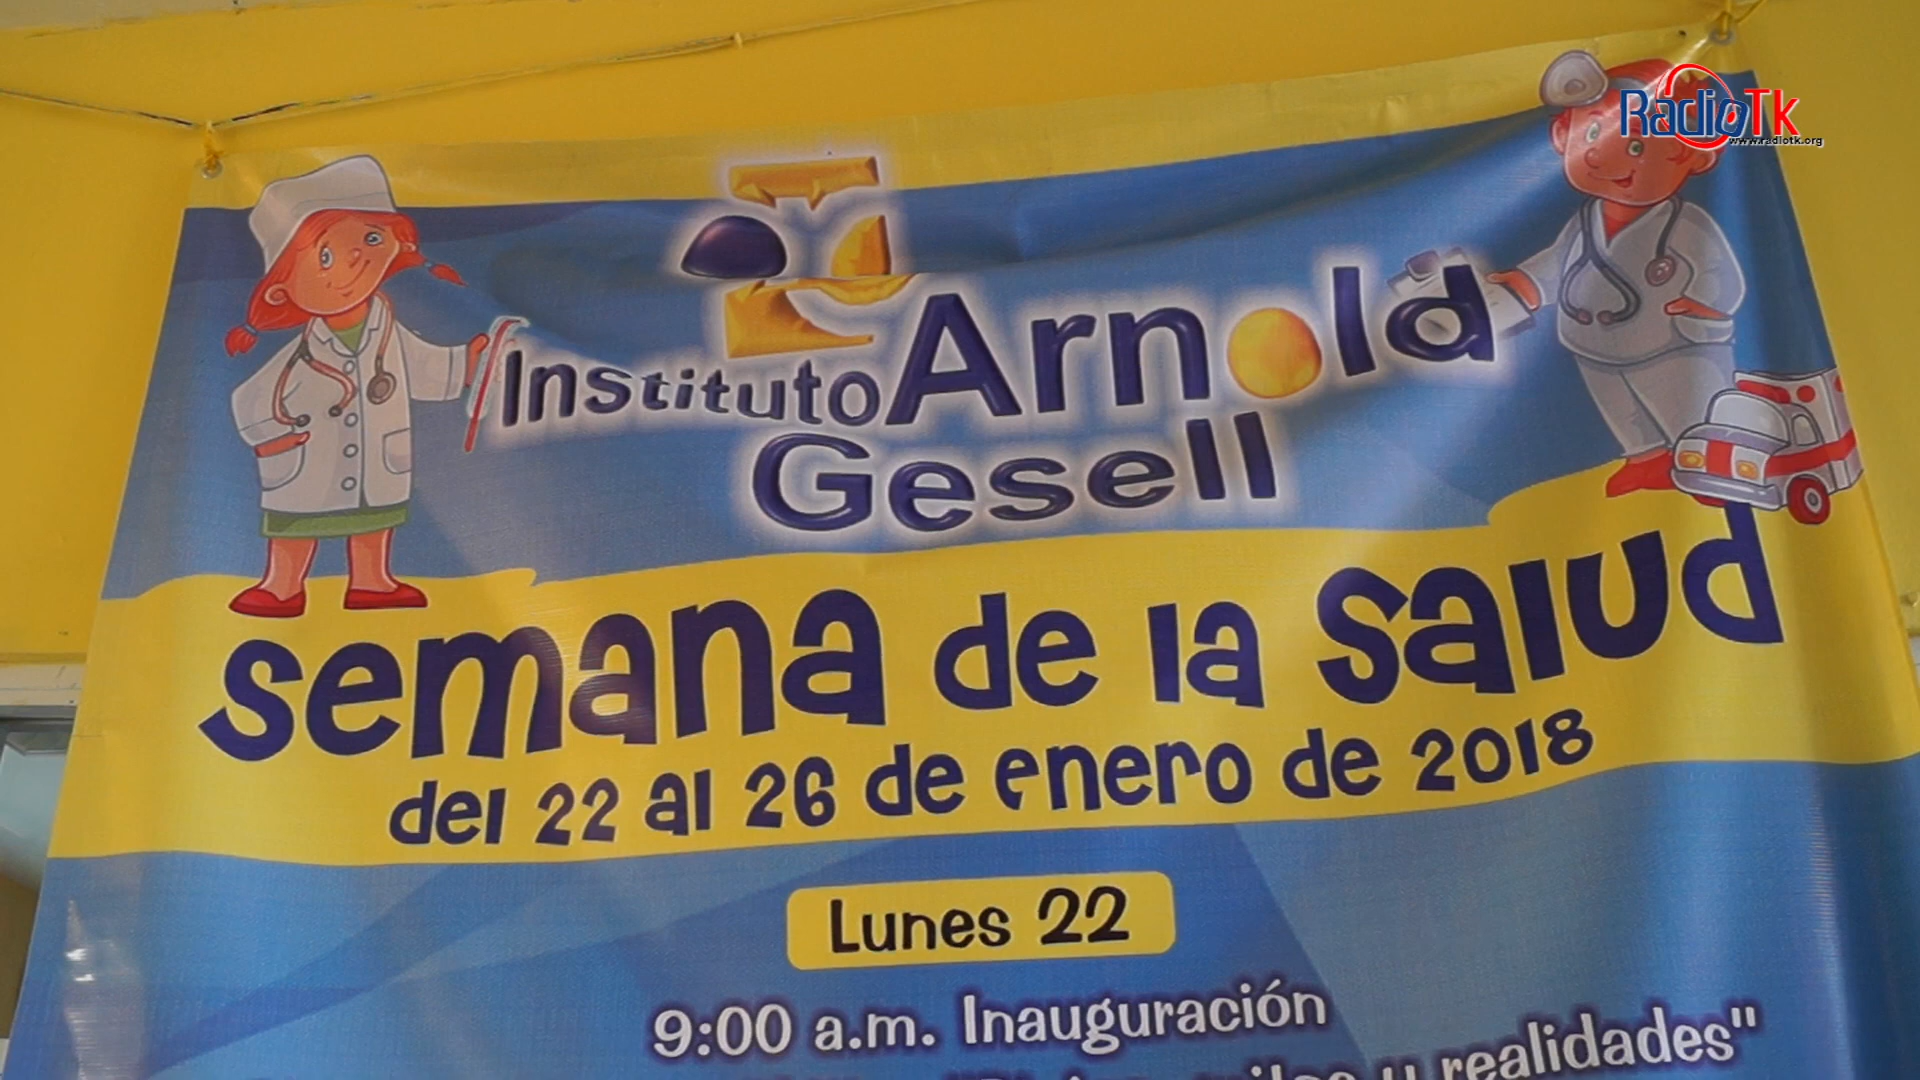 RadioTk
www.radiotk.org
Instituto Arnold
Gesell
Semana de la Salud
del 22 al 26 de enero de 2018
Lunes 22
9:00 a.m. Inauguración
y realidades"